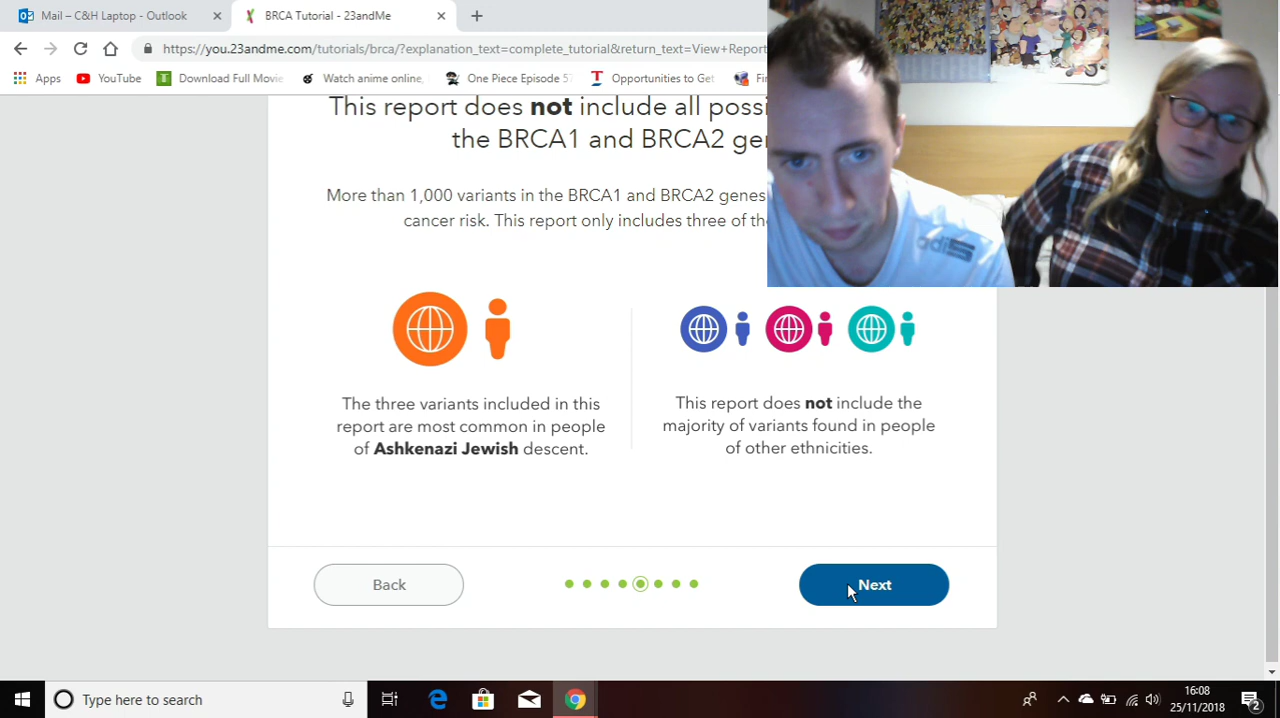 Mail – C&H Laptop - Outlook
BRCA Tutorial - 23andMe
https://you.23andme.com/tutorials/brca/?explanation_text=complete_tutorial&return_text=View+Report
Apps
YouTube
Download Full Movie
Watch anime online,
One Piece Episode 57
Opportunities to Get
This report does not include all
the BRCA1 and BRCA2
More than 1,000 variants in the BRCA1 and BRCA2 genes
cancer risk. This report only includes three of
adidas
The three variants included in this
report are most common in people
of Ashkenazi Jewish descent.
This report does not include the
majority of variants found in people
of other ethnicities.
Back
Next
Type here to search
16:08
25/11/2018
2